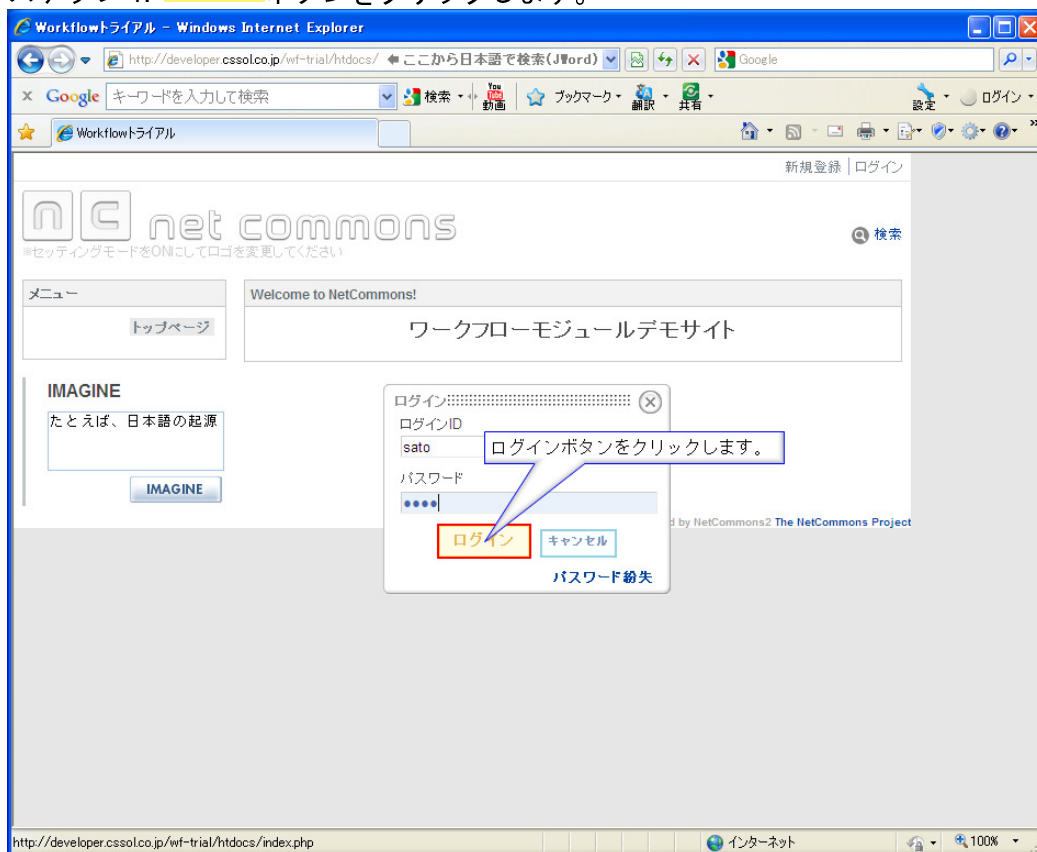 Workflowトライアル - Windows Internet Explorer
http://developer.cssol.co.jp/wf-trial/htdocs/ ここから日本語で検索(JWord) Google
x Google キーワードを入力して検索 検索 You Tube 動画 ブックマーク 翻訳 共有 設定 ログイン
Workflowトライアル
新規登録 ログイン
nc net commons
※セッティングモードをONにしてロゴを変更してください
検索
メニュー
Welcome to NetCommons!
トップページ
ワークフローモジュールデモサイト
IMAGINE
たとえば、日本語の起源
IMAGINE
ログイン
ログインID
sato
ログインボタンをクリックします。
パスワード
••••
ログイン キャンセル
パスワード紛失
d by NetCommons2 The NetCommons Project
http://developer.cssol.co.jp/wf-trial/htdocs/index.php インターネット 100%